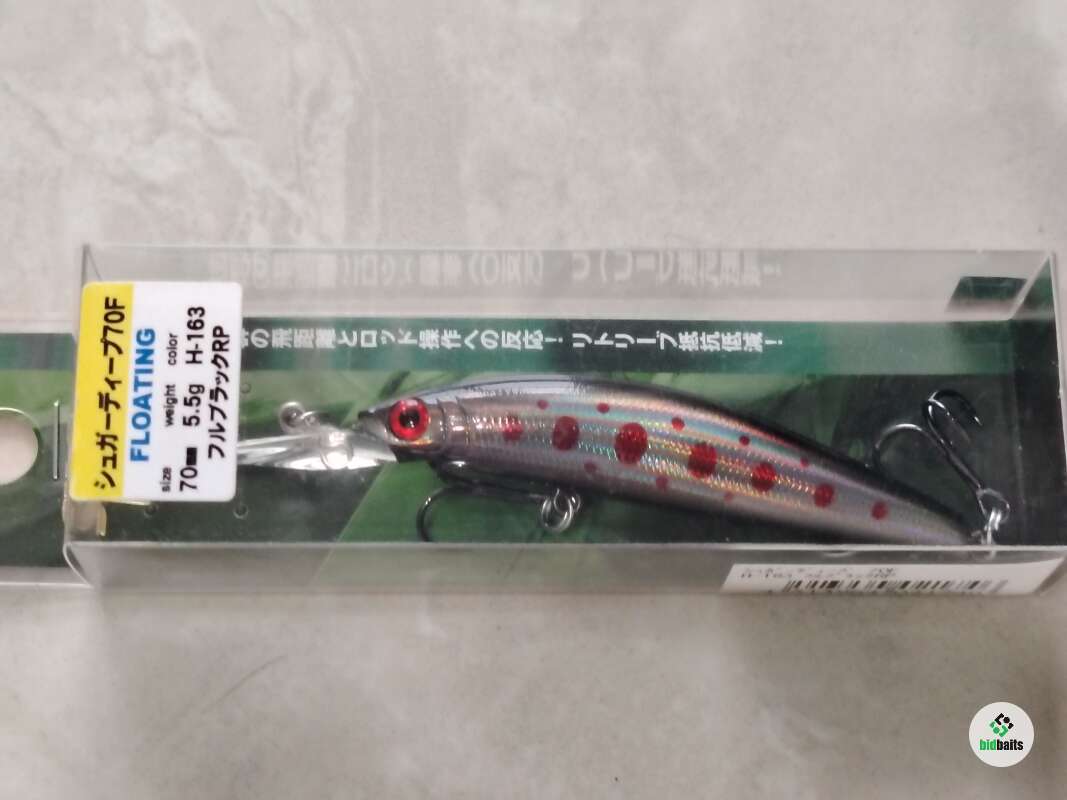 シュガーディープ70F
FLOATING
size weight color
70mm 5.5g H-163
フルブラックRP
の飛距離とロッド操作への反応！リトリーブ抵抗低減！
bidbaits